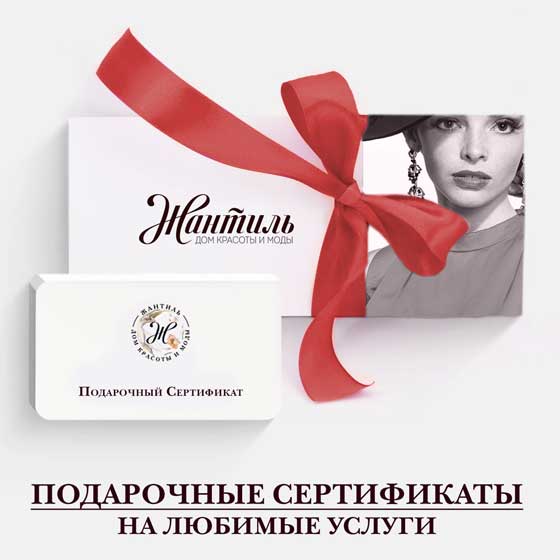 Жантиль
ДОМ КРАСОТЫ И МОДЫ
ЖАНТИЛЬ
Ж
ДОМ КРАСОТЫ И МОДЫ
Подарочный Сертификат
ПОДАРОЧНЫЕ СЕРТИФИКАТЫ
НА ЛЮБИМЫЕ УСЛУГИ